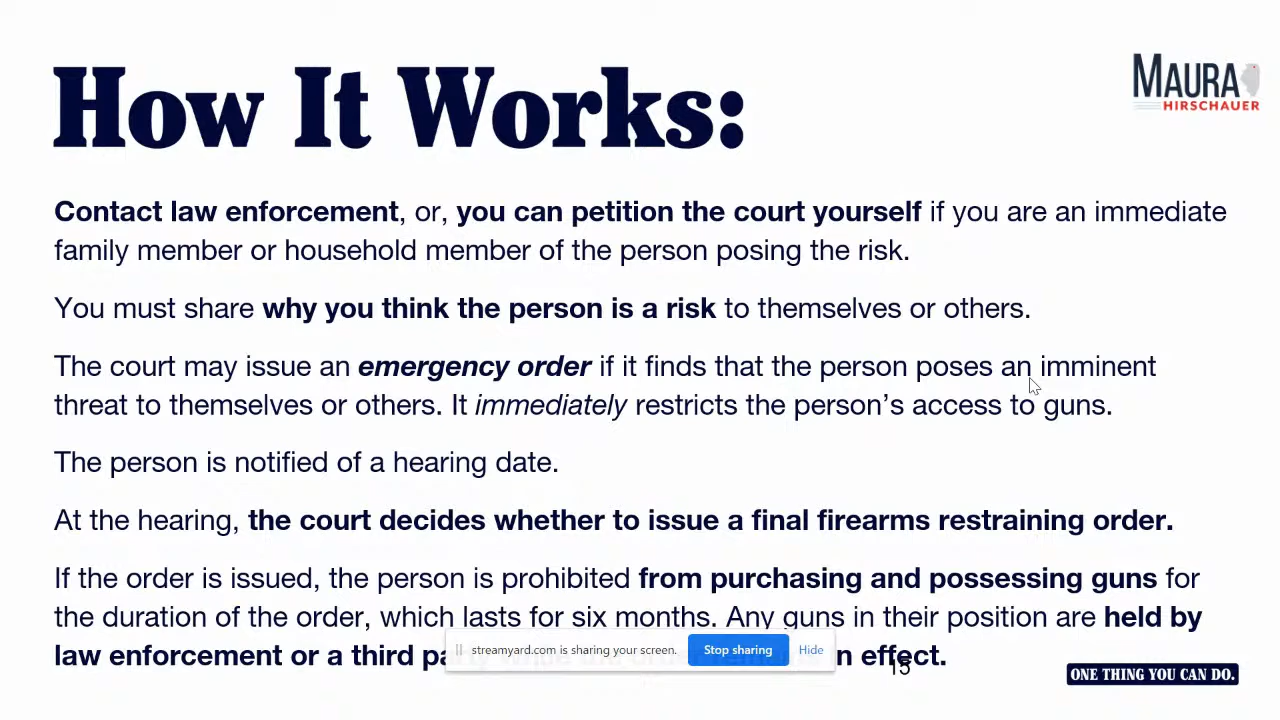 How It Works:
MAURA
HIRSCHAUER
Contact law enforcement, or, you can petition the court yourself if you are an immediate
family member or household member of the person posing the risk.
You must share why you think the person is a risk to themselves or others.
The court may issue an emergency order if it finds that the person poses an imminent
threat to themselves or others. It immediately restricts the person’s access to guns.
The person is notified of a hearing date.
At the hearing, the court decides whether to issue a final firearms restraining order.
If the order is issued, the person is prohibited from purchasing and possessing guns for
the duration of the order, which lasts for six months. Any guns in their position are held by
law enforcement or a third in effect.
streamyard.com is sharing your screen. Stop sharing Hide
15
ONE THING YOU CAN DO.